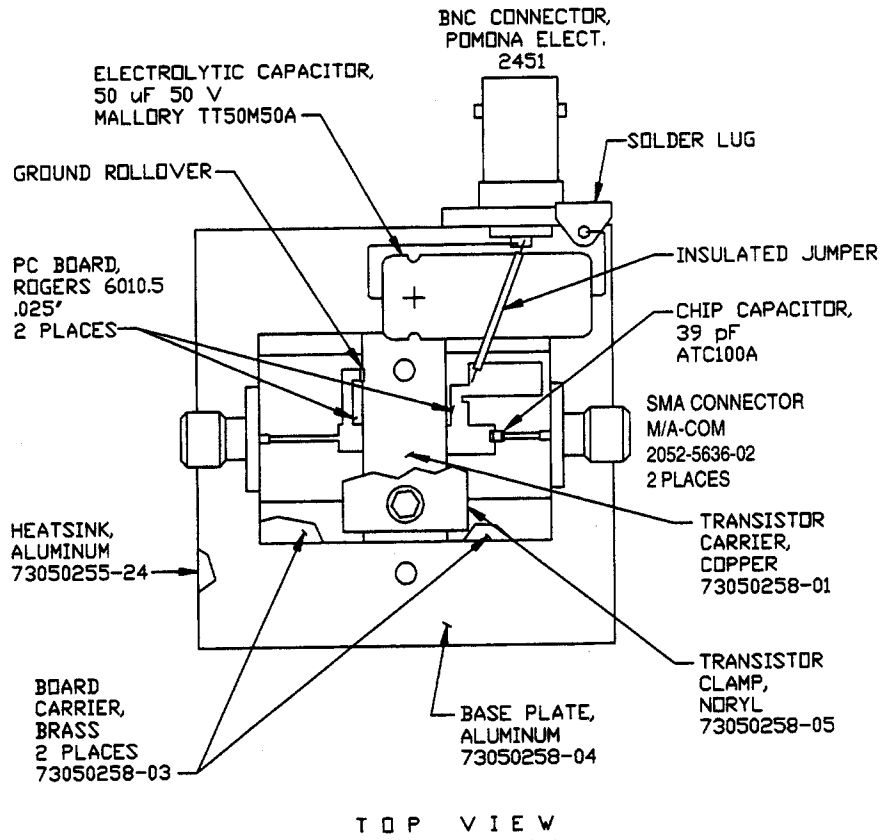 BNC CONNECTOR,
POMONA ELECT.
2451
ELECTROLYTIC CAPACITOR,
50 uF 50 V
MALLORY TT50M50A
SOLDER LUG
GROUND ROLLOVER
PC BOARD,
ROGERS 6010.5
.025"
2 PLACES
INSULATED JUMPER
CHIP CAPACITOR,
39 pF
ATC100A
SMA CONNECTOR
M/A-COM
2052-5636-02
2 PLACES
HEATSINK,
ALUMINUM
73050255-24
TRANSISTOR
CARRIER,
COPPER
73050258-01
BOARD
CARRIER,
BRASS
2 PLACES
73050258-03
BASE PLATE,
ALUMINUM
73050258-04
TRANSISTOR
CLAMP,
NORYL
73050258-05
TOP VIEW